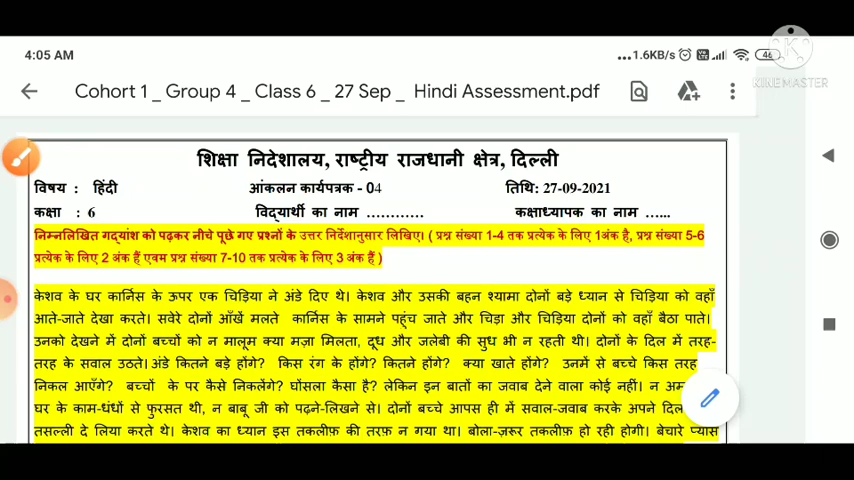 4:05 AM
...1.6KB/s
46
KINEMASTER
Cohort 1 _ Group 4 _ Class 6 _ 27 Sep _ Hindi Assessment.pdf
शिक्षा निदेशालय, राष्ट्रीय राजधानी क्षेत्र, दिल्ली
विषय : हिंदी आंकलन कार्यपत्रक - 04 तिथि: 27-09-2021
कक्षा : 6 विद्यार्थी का नाम ............ कक्षाध्यापक का नाम ......
निम्नलिखित गद्यांश को पढ़कर नीचे पूछे गए प्रश्नों के उत्तर निर्देशानुसार लिखिए। ( प्रश्न संख्या 1-4 तक प्रत्येक के लिए 1अंक है, प्रश्न संख्या 5-6
प्रत्येक के लिए 2 अंक हैं एवम प्रश्न संख्या 7-10 तक प्रत्येक के लिए 3 अंक हैं )
केशव के घर कार्निस के ऊपर एक चिड़िया ने अंडे दिए थे। केशव और उसकी बहन श्यामा दोनों बड़े ध्यान से चिड़िया को वहाँ
आते-जाते देखा करते। सवेरे दोनों आँखें मलते कार्निस के सामने पहुंच जाते और चिड़ा और चिड़िया दोनों को वहाँ बैठा पाते।
उनको देखने में दोनों बच्चों को न मालूम क्या मज़ा मिलता, दूध और जलेबी की सुध भी न रहती थी। दोनों के दिल में तरह-
तरह के सवाल उठते। अंडे कितने बड़े होंगे? किस रंग के होंगे? कितने होंगे? क्या खाते होंगे? उनमें से बच्चे किस तरह
निकल आएँगे? बच्चों के पर कैसे निकलेंगे? घोंसला कैसा है? लेकिन इन बातों का जवाब देने वाला कोई नहीं। न
घर के काम-धंधों से फुरसत थी, न बाबू जी को पढ़ने-लिखने से। दोनों बच्चे आपस ही में सवाल-जवाब करके अपने दिल
तसल्ली दे लिया करते थे। केशव का ध्यान इस तकलीफ़ की तरफ़ न गया था। बोला-ज़रूर तकलीफ़ हो रही होगी। बेचारे प्यास